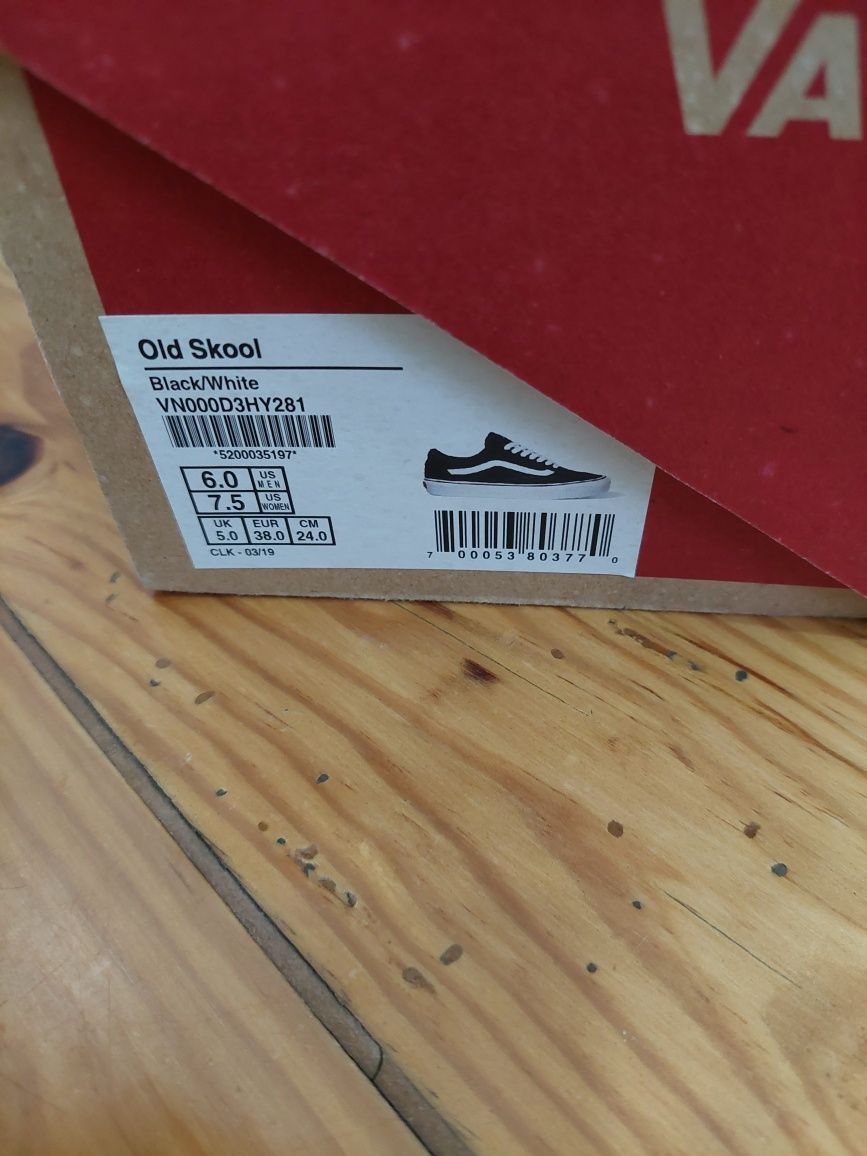 VA
Old Skool
Black/White
VN000D3HY281
*5200035197*
6.0 US MEN
7.5 US WOMEN
UK EUR CM
5.0 38.0 24.0
CLK - 03/19
7 00053 80377 0